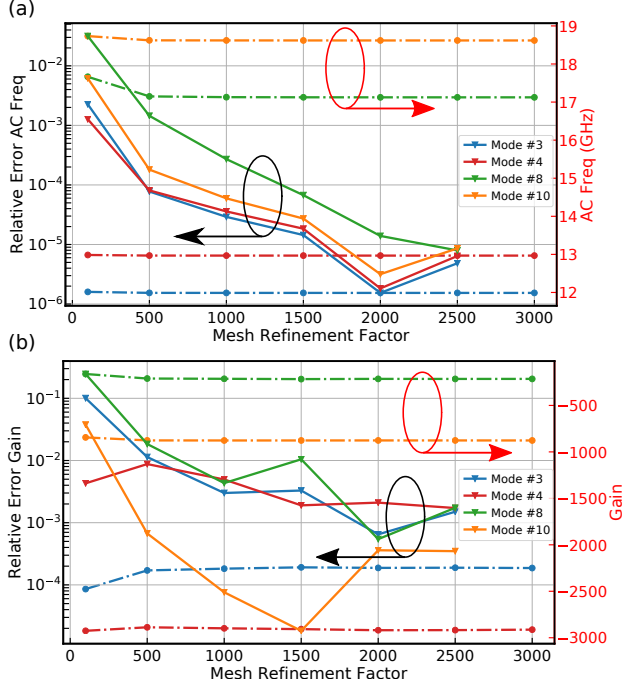 (a)
Relative Error AC Freq
10⁻²
10⁻³
10⁻⁴
10⁻⁵
10⁻⁶
19
18
17
16
15
14
13
12
AC Freq (GHz)
Mode #3
Mode #4
Mode #8
Mode #10
0 500 1000 1500 2000 2500 3000
Mesh Refinement Factor
(b)
Relative Error Gain
10⁻¹
10⁻²
10⁻³
10⁻⁴
−500
−1000
−1500
−2000
−2500
−3000
Gain
Mode #3
Mode #4
Mode #8
Mode #10
0 500 1000 1500 2000 2500 3000
Mesh Refinement Factor